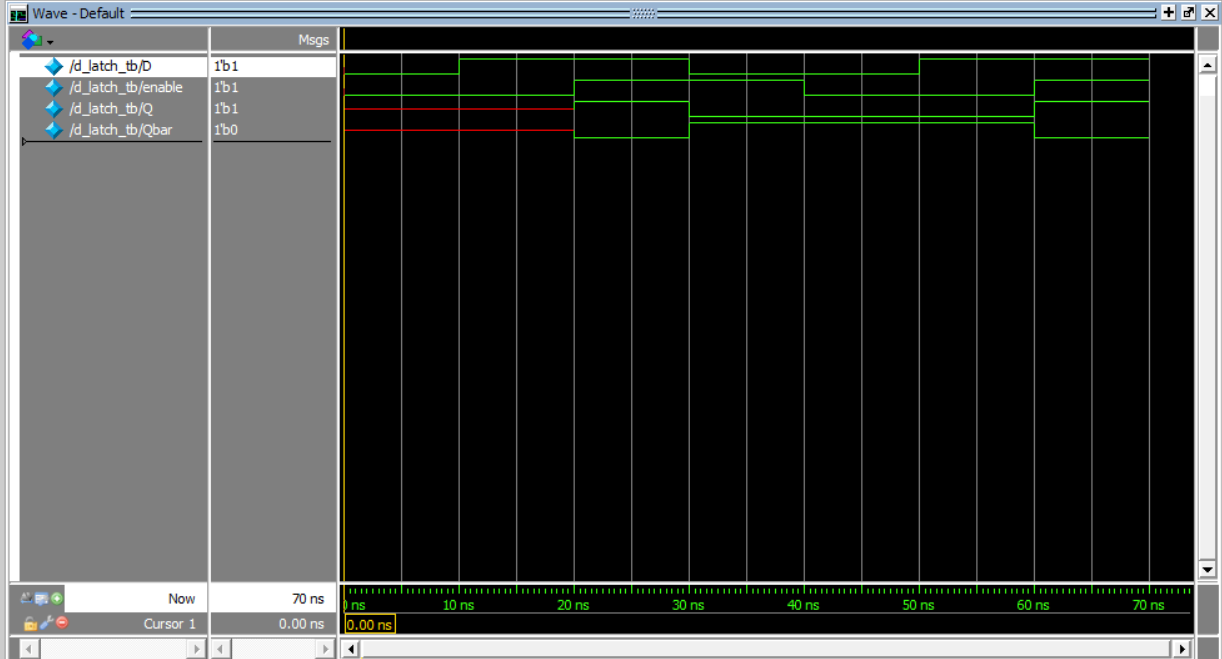 Wave - Default
Msgs
/d_latch_tb/D 1'b1
/d_latch_tb/enable 1'b1
/d_latch_tb/Q 1'b1
/d_latch_tb/Qbar 1'b0
Now 70 ns
ns 10 ns 20 ns 30 ns 40 ns 50 ns 60 ns 70 ns
Cursor 1 0.00 ns 0.00 ns